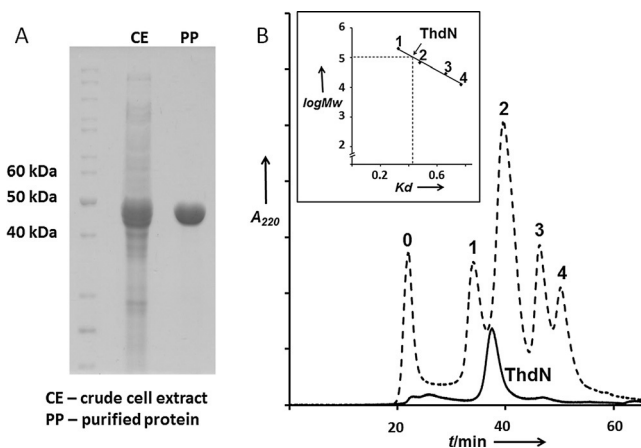 A
CE PP
60 kDa
50 kDa
40 kDa
CE – crude cell extract
PP – purified protein
B
ThdN
1
2
3
4
6
5
4
3
2
logMw
0.2 0.6
Kd
A220
0
1
2
3
4
ThdN
20 40 60
t/min